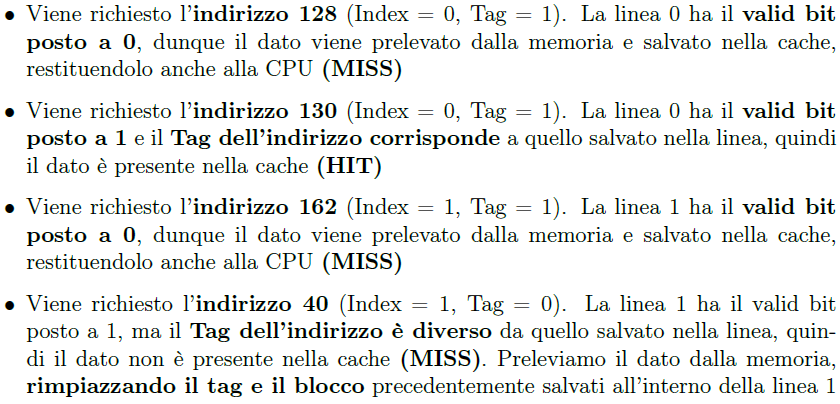 • Viene richiesto l'indirizzo 128 (Index = 0, Tag = 1). La linea 0 ha il valid bit
posto a 0, dunque il dato viene prelevato dalla memoria e salvato nella cache,
restituendolo anche alla CPU (MISS)
• Viene richiesto l'indirizzo 130 (Index = 0, Tag = 1). La linea 0 ha il valid bit
posto a 1 e il Tag dell'indirizzo corrisponde a quello salvato nella linea, quindi
il dato è presente nella cache (HIT)
• Viene richiesto l'indirizzo 162 (Index = 1, Tag = 1). La linea 1 ha il valid bit
posto a 0, dunque il dato viene prelevato dalla memoria e salvato nella cache,
restituendolo anche alla CPU (MISS)
• Viene richiesto l'indirizzo 40 (Index = 1, Tag = 0). La linea 1 ha il valid bit
posto a 1, ma il Tag dell'indirizzo è diverso da quello salvato nella linea, quin-
di il dato non è presente nella cache (MISS). Preleviamo il dato dalla memoria,
rimpiazzando il tag e il blocco precedentemente salvati all'interno della linea 1